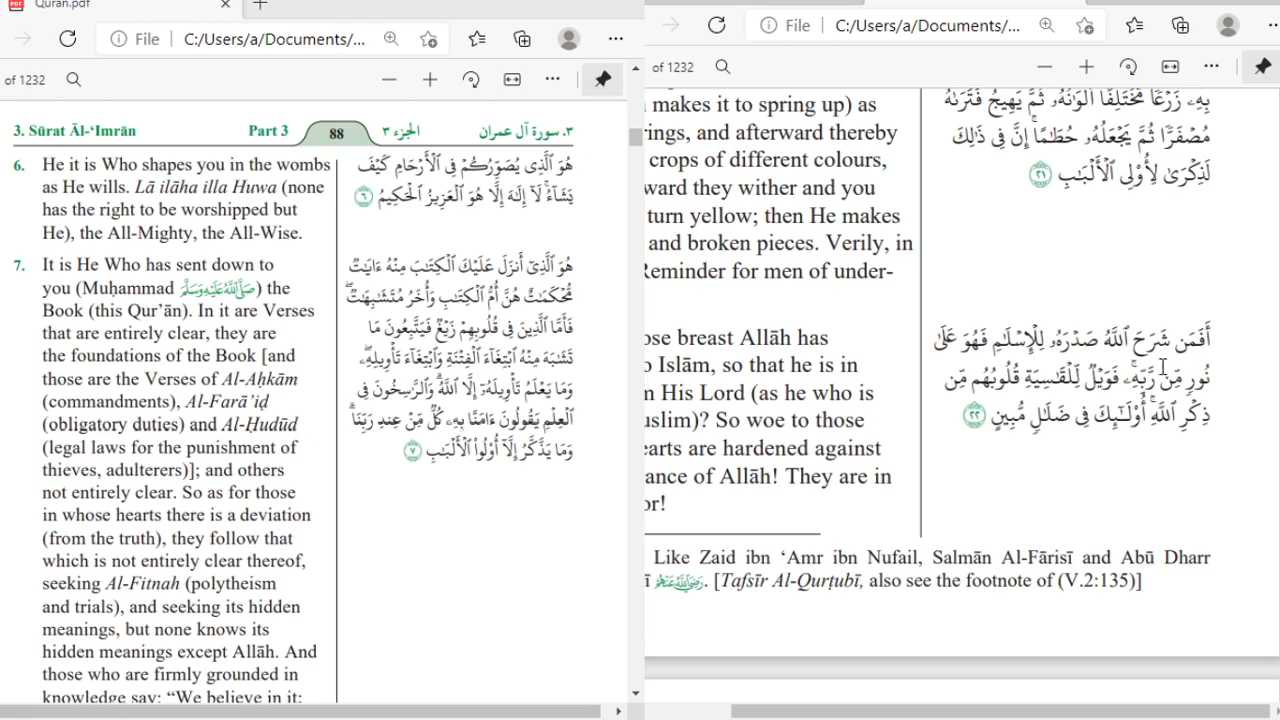 Quran.pdf
File C:/Users/a/Documents/...
of 1232
3. Sūrat Āl-‘Imrān Part 3 88 الجزء ٣ ٣. سورة آل عمران
6. He it is Who shapes you in the wombs
as He wills. Lā ilāha illa Huwa (none
has the right to be worshipped but
He), the All-Mighty, the All-Wise.
هُوَ ٱلَّذِى يُصَوِّرُكُمْ فِى ٱلْأَرْحَامِ كَيْفَ
يَشَآءُ ۚ لَآ إِلَـٰهَ إِلَّا هُوَ ٱلْعَزِيزُ ٱلْحَكِيمُ ٦
7. It is He Who has sent down to
you (Muḥammad صلى الله عليه وسلم) the
Book (this Qur’ān). In it are Verses
that are entirely clear, they are
the foundations of the Book [and
those are the Verses of Al-Aḥkām
(commandments), Al-Farā’iḍ
(obligatory duties) and Al-Ḥudūd
(legal laws for the punishment of
thieves, adulterers)]; and others
not entirely clear. So as for those
in whose hearts there is a deviation
(from the truth), they follow that
which is not entirely clear thereof,
seeking Al-Fitnah (polytheism
and trials), and seeking its hidden
meanings, but none knows its
hidden meanings except Allāh. And
those who are firmly grounded in
knowledge say: “We believe in it;
هُوَ ٱلَّذِىٓ أَنزَلَ عَلَيْكَ ٱلْكِتَـٰبَ مِنْهُ ءَايَـٰتٌ
مُّحْكَمَـٰتٌ هُنَّ أُمُّ ٱلْكِتَـٰبِ وَأُخَرُ مُتَشَـٰبِهَـٰتٌ ۖ
فَأَمَّا ٱلَّذِينَ فِى قُلُوبِهِمْ زَيْغٌ فَيَتَّبِعُونَ مَا
تَشَـٰبَهَ مِنْهُ ٱبْتِغَآءَ ٱلْفِتْنَةِ وَٱبْتِغَآءَ تَأْوِيلِهِۦ ۗ
وَمَا يَعْلَمُ تَأْوِيلَهُۥٓ إِلَّا ٱللَّهُ ۗ وَٱلرَّٰسِخُونَ فِى
ٱلْعِلْمِ يَقُولُونَ ءَامَنَّا بِهِۦ كُلٌّ مِّنْ عِندِ رَبِّنَا ۗ
وَمَا يَذَّكَّرُ إِلَّآ أُو۟لُوا۟ ٱلْأَلْبَـٰبِ ٧
File C:/Users/a/Documents/...
of 1232
makes it to spring up) as
rings, and afterward thereby
crops of different colours,
ward they wither and you
turn yellow; then He makes
and broken pieces. Verily, in
Reminder for men of under-
بِهِۦ زَرْعًا مُّخْتَلِفًا أَلْوَٰنُهُۥ ثُمَّ يَهِيجُ فَتَرَىٰهُ
مُصْفَرًّا ثُمَّ يَجْعَلُهُۥ حُطَـٰمًا ۚ إِنَّ فِى ذَٰلِكَ
لَذِكْرَىٰ لِأُو۟لِى ٱلْأَلْبَـٰبِ ٢١
ose breast Allāh has
o Islām, so that he is in
n His Lord (as he who is
uslim)? So woe to those
earts are hardened against
ance of Allāh! They are in
or!
أَفَمَن شَرَحَ ٱللَّهُ صَدْرَهُۥ لِلْإِسْلَـٰمِ فَهُوَ عَلَىٰ
نُورٍ مِّن رَّبِّهِۦ ۚ فَوَيْلٌ لِّلْقَـٰسِيَةِ قُلُوبُهُم مِّن
ذِكْرِ ٱللَّهِ ۚ أُو۟لَـٰٓئِكَ فِى ضَلَـٰلٍ مُّبِينٍ ٢٢
Like Zaid ibn ‘Amr ibn Nufail, Salmān Al-Fārisī and Abū Dharr
ī رضي الله عنهم. [Tafsīr Al-Qurṭubī, also see the footnote of (V.2:135)]